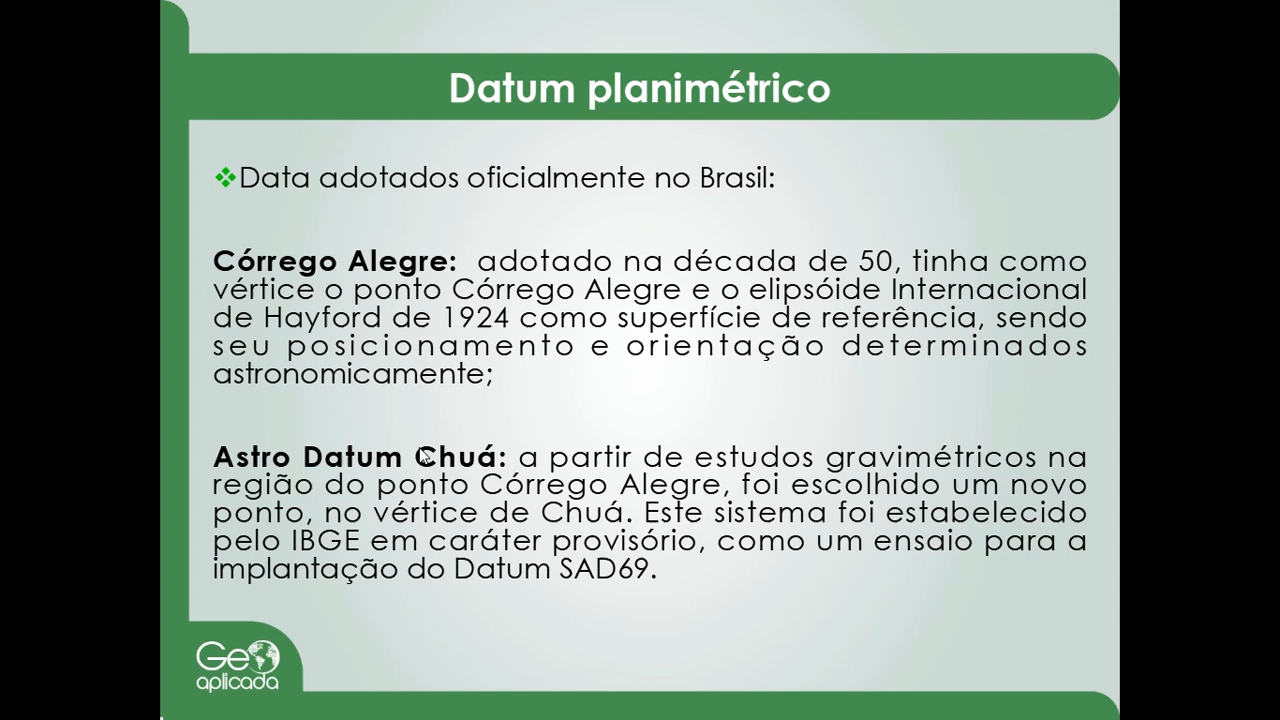 Datum planimétrico
Data adotados oficialmente no Brasil:
Córrego Alegre: adotado na década de 50, tinha como
vértice o ponto Córrego Alegre e o elipsóide Internacional
de Hayford de 1924 como superfície de referência, sendo
seu posicionamento e orientação determinados
astronomicamente;
Astro Datum Chuá: a partir de estudos gravimétricos na
região do ponto Córrego Alegre, foi escolhido um novo
ponto, no vértice de Chuá. Este sistema foi estabelecido
pelo IBGE em caráter provisório, como um ensaio para a
implantação do Datum SAD69.
Geo
aplicada